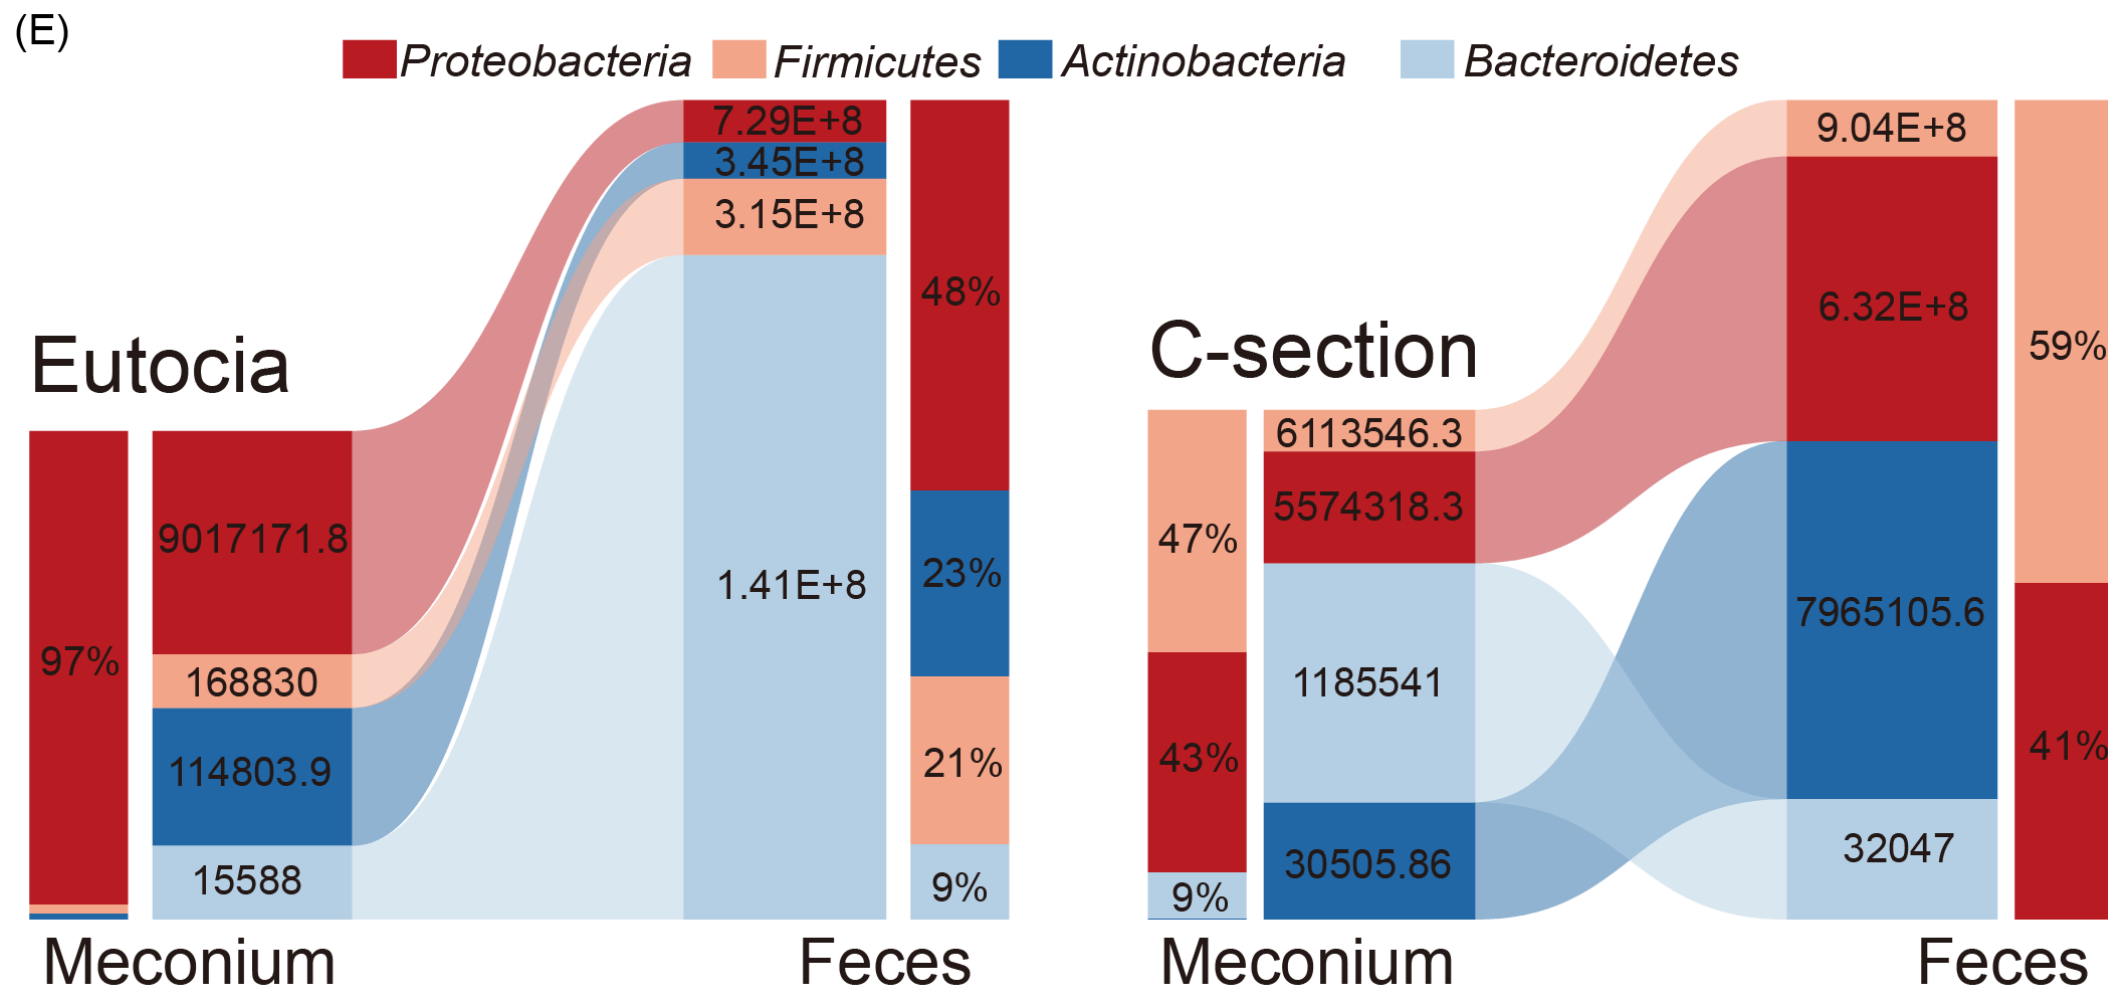 (E)
Proteobacteria Firmicutes Actinobacteria Bacteroidetes
Eutocia
97%
9017171.8
168830
114803.9
15588
7.29E+8
3.45E+8
3.15E+8
1.41E+8
48%
23%
21%
9%
Meconium Feces
C-section
47%
43%
9%
6113546.3
5574318.3
1185541
30505.86
9.04E+8
6.32E+8
7965105.6
32047
59%
41%
Meconium Feces